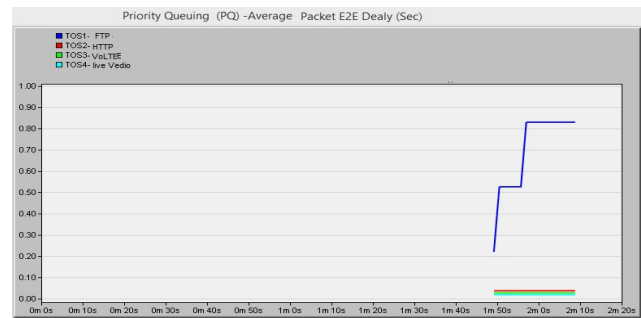 Priority Queuing (PQ) -Average Packet E2E Dealy (Sec)
TOS1- FTP
TOS2- HTTP
TOS3- VoLTEE
TOS4- live Vedio
1.00
0.90
0.80
0.70
0.60
0.50
0.40
0.30
0.20
0.10
0.00
0m 0s 0m 10s 0m 20s 0m 30s 0m 40s 0m 50s 1m 0s 1m 10s 1m 20s 1m 30s 1m 40s 1m 50s 2m 0s 2m 10s 2m 20s